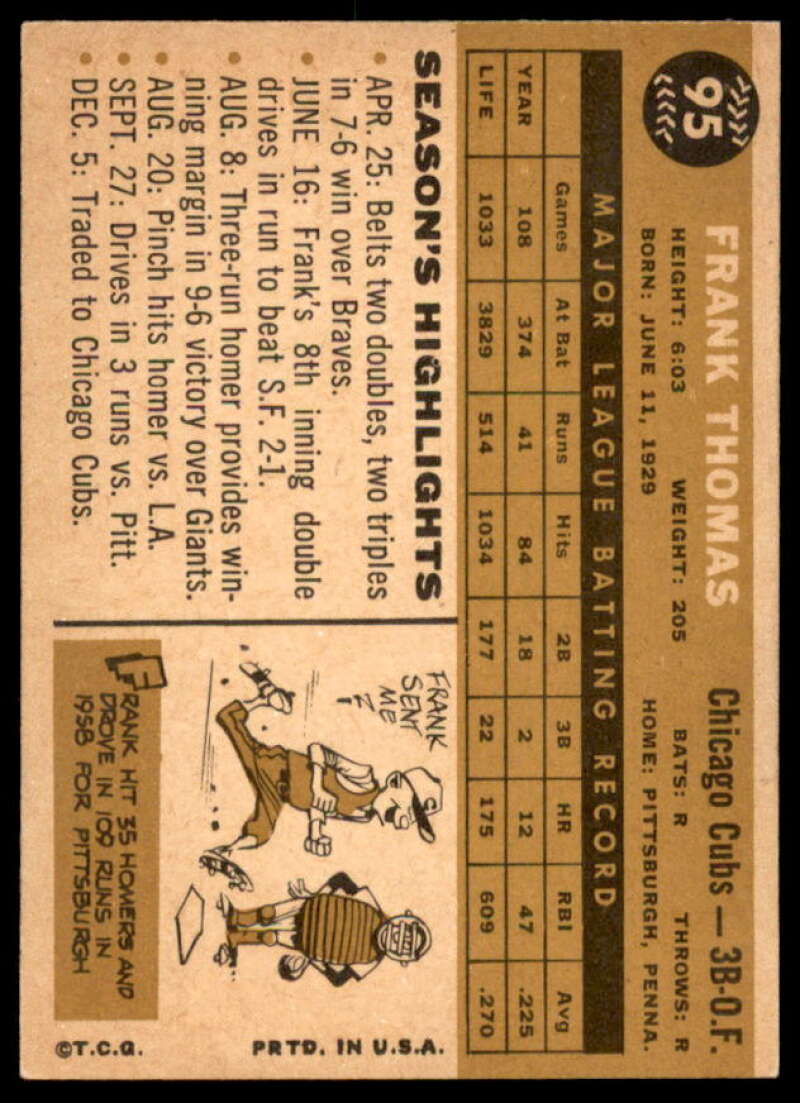 95
FRANK THOMAS
Chicago Cubs — 3B-O.F.
HEIGHT: 6:03 WEIGHT: 205 BATS: R THROWS: R
BORN: JUNE 11, 1929 HOME: PITTSBURGH, PENNA.
MAJOR LEAGUE BATTING RECORD
Games At Bat Runs Hits 2B 3B HR RBI Avg
YEAR 108 374 41 84 18 2 12 47 .225
LIFE 1033 3829 514 1034 177 22 175 609 .270
SEASON'S HIGHLIGHTS
• APR. 25: Belts two doubles, two triples
in 7-6 win over Braves.
• JUNE 16: Frank's 8th inning double
drives in run to beat S.F. 2-1.
• AUG. 8: Three-run homer provides win-
ning margin in 9-6 victory over Giants.
• AUG. 20: Pinch hits homer vs. L.A.
• SEPT. 27: Drives in 3 runs vs. Pitt.
• DEC. 5: Traded to Chicago Cubs.
FRANK
SENT
ME
C
FRANK HIT 35 HOMERS AND
DROVE IN 109 RUNS IN
1958 FOR PITTSBURGH
©T.C.G. PRTD. IN U.S.A.